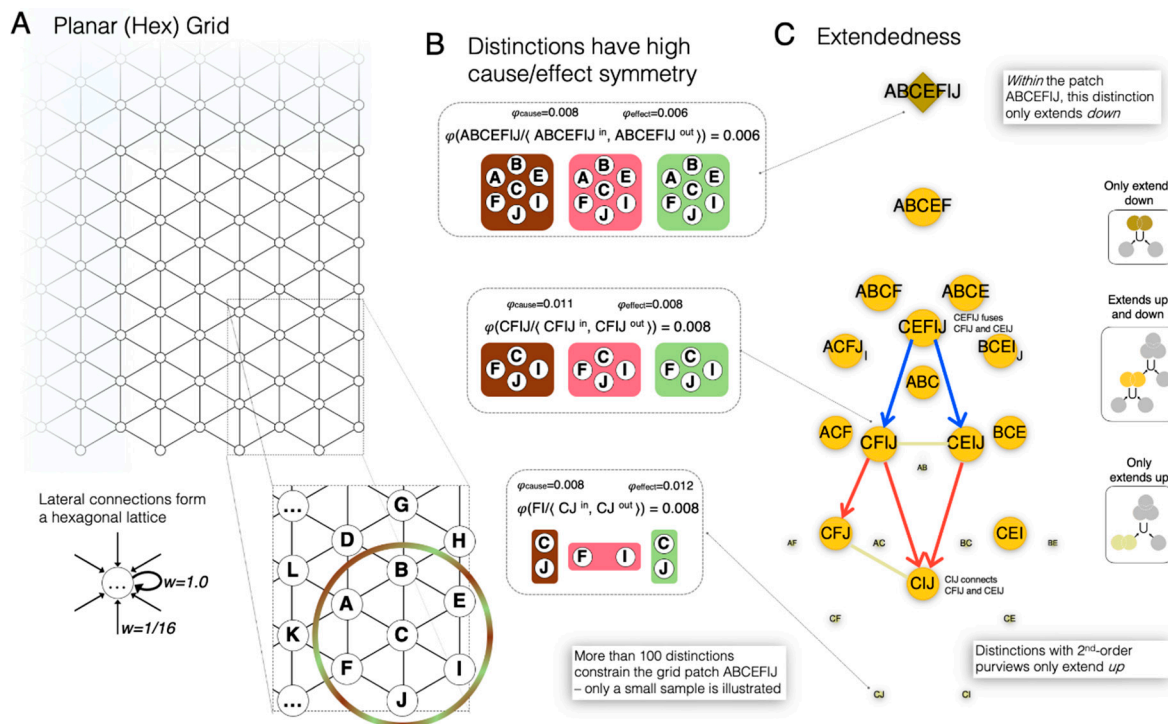 A Planar (Hex) Grid
Lateral connections form
a hexagonal lattice
...
w=1.0
w=1/16
...
G
D
H
L
B
A
E
K
C
F
I
...
J
B Distinctions have high
cause/effect symmetry
φcause=0.008 φeffect=0.006
φ(ABCEFIJ/⟨ ABCEFIJ in, ABCEFIJ out ⟩) = 0.006
B B B
A E A E A E
C C C
F I F I F I
J J J
φcause=0.011 φeffect=0.008
φ(CFIJ/⟨ CFIJ in, CFIJ out ⟩) = 0.008
C C C
F I F I F I
J J J
φcause=0.008 φeffect=0.012
φ(FI/⟨ CJ in, CJ out ⟩) = 0.008
C C
F I
J J
More than 100 distinctions
constrain the grid patch ABCEFIJ
– only a small sample is illustrated
C Extendedness
ABCEFIJ
Within the patch
ABCEFIJ, this distinction
only extends down
ABCEF
ABCF ABCE
CEFIJ
CEFIJ fuses
CFIJ and CEIJ
ACFJ I
BCEI J
ABC
ACF BCE
CFIJ CEIJ
AB
AF CFJ AC BC CEI BE
CIJ
CIJ connects
CFIJ and CEIJ
CF CE
CJ CI
Only extend
down
Extends up
and down
Only
extends up
Distinctions with 2nd-order
purviews only extend up